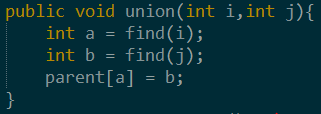 public void union(int i,int j){
    int a = find(i);
    int b = find(j);
    parent[a] = b;
}